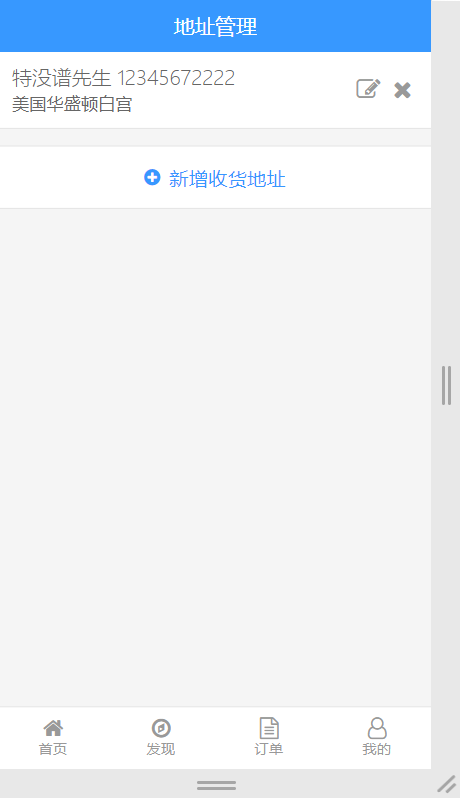 地址管理
特没谱先生 12345672222
美国华盛顿白宫
新增收货地址
首页
发现
订单
我的